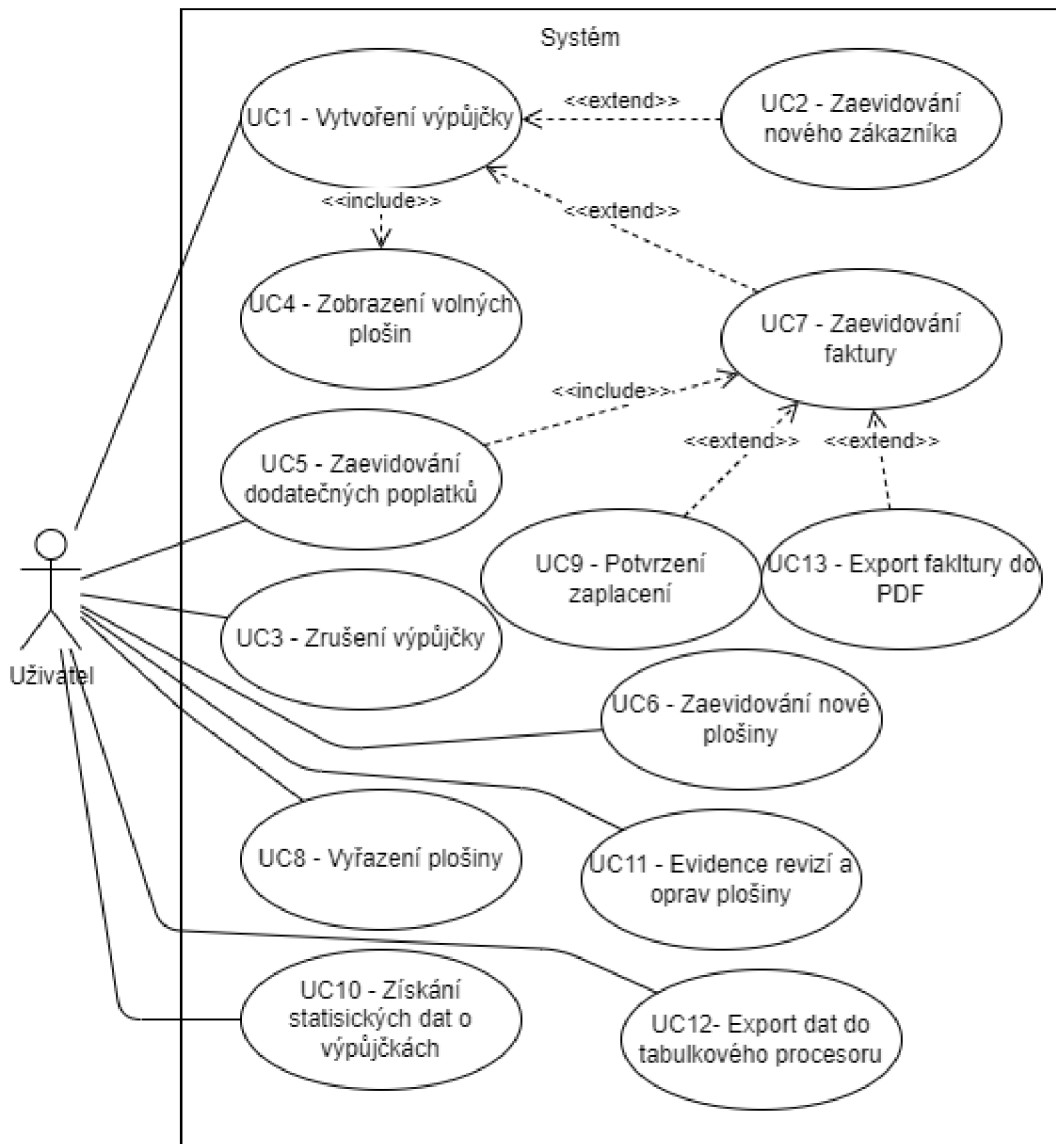 Systém
UC1 - Vytvoření výpůjčky
<<extend>>
UC2 - Zaevidování
nového zákazníka
<<include>>
<<extend>>
UC4 - Zobrazení volných
plošin
UC7 - Zaevidování
faktury
<<include>>
<<extend>>
<<extend>>
UC5 - Zaevidování
dodatečných poplatků
UC9 - Potvrzení
zaplacení
UC13 - Export fakltury do
PDF
UC3 - Zrušení výpůjčky
Uživatel
UC6 - Zaevidování nové
plošiny
UC8 - Vyřazení plošiny
UC11 - Evidence revizí a
oprav plošiny
UC10 - Získání
statisických dat o
výpůjčkách
UC12- Export dat do
tabulkového procesoru